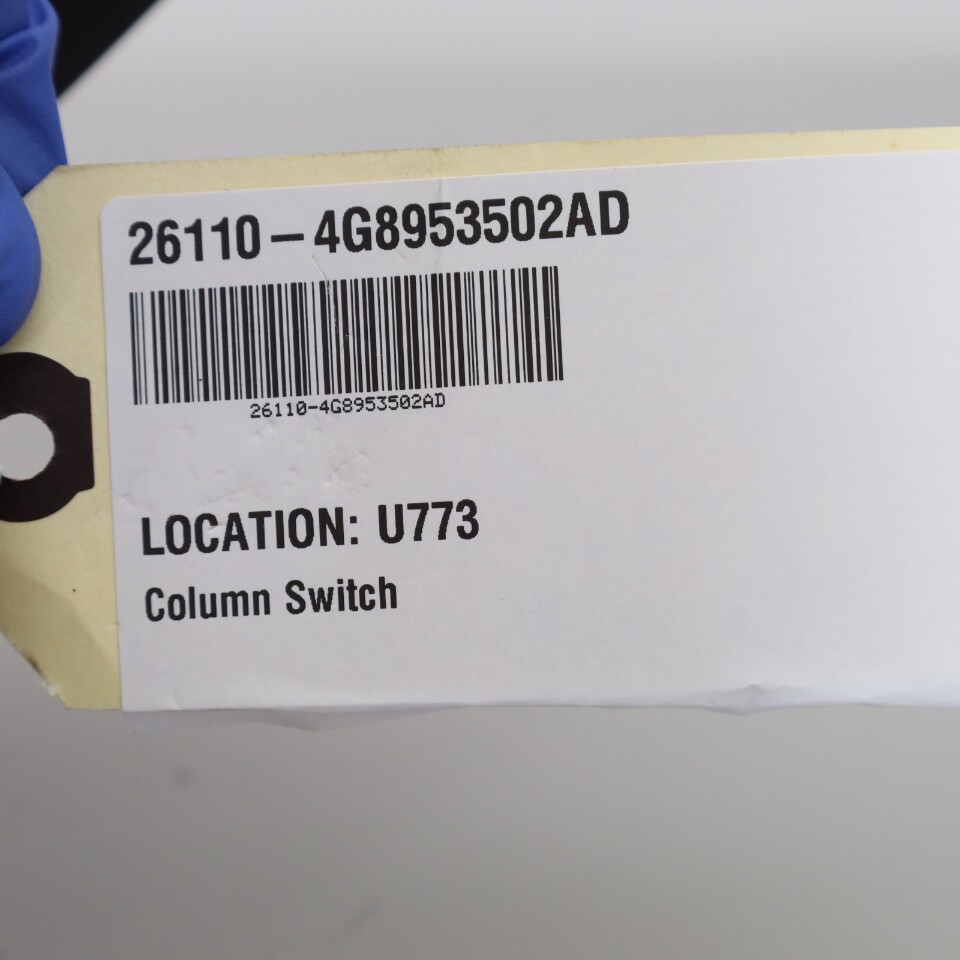 26110-4G8953502AD
26110-4G8953502AD
LOCATION: U773
Column Switch